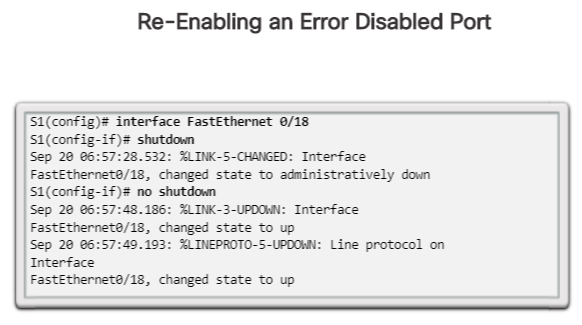 Re-Enabling an Error Disabled Port
S1(config)# interface FastEthernet 0/18
S1(config-if)# shutdown
Sep 20 06:57:28.532: %LINK-5-CHANGED: Interface
FastEthernet0/18, changed state to administratively down
S1(config-if)# no shutdown
Sep 20 06:57:48.186: %LINK-3-UPDOWN: Interface
FastEthernet0/18, changed state to up
Sep 20 06:57:49.193: %LINEPROTO-5-UPDOWN: Line protocol on
Interface
FastEthernet0/18, changed state to up